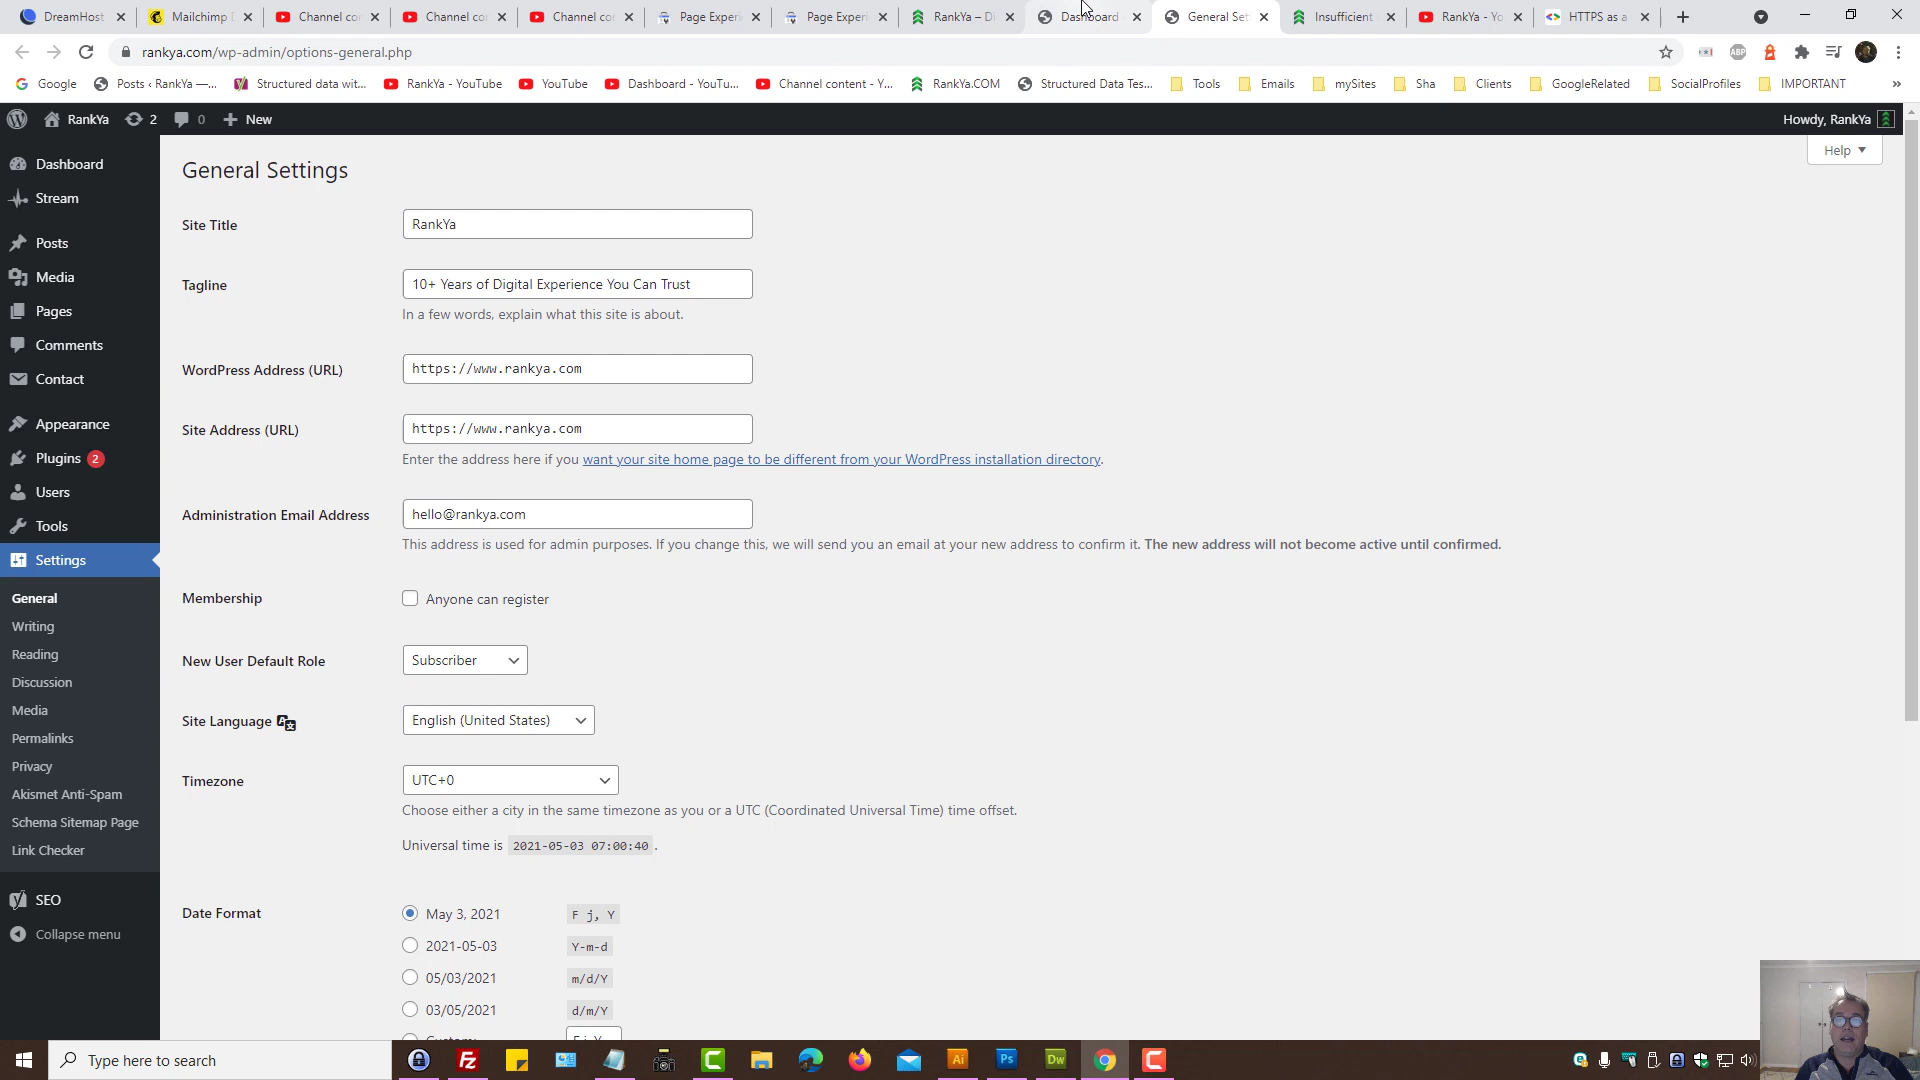 DreamHost
Mailchimp D
Channel con
Channel con
Channel con
Page Experi
Page Experi
RankYa – Di
Dashboard
General Set
Insufficient
RankYa - Yo
HTTPS as a
rankya.com/wp-admin/options-general.php
Google
Posts ‹ RankYa —...
Structured data wit...
RankYa - YouTube
YouTube
Dashboard - YouTu...
Channel content - Y...
RankYa.COM
Structured Data Tes...
Tools
Emails
mySites
Sha
Clients
GoogleRelated
SocialProfiles
IMPORTANT
»
RankYa
2
0
New
Howdy, RankYa
Help
Dashboard
Stream
Posts
Media
Pages
Comments
Contact
Appearance
Plugins 2
Users
Tools
Settings
General
Writing
Reading
Discussion
Media
Permalinks
Privacy
Akismet Anti-Spam
Schema Sitemap Page
Link Checker
SEO
Collapse menu
General Settings
Site Title
RankYa
Tagline
10+ Years of Digital Experience You Can Trust
In a few words, explain what this site is about.
WordPress Address (URL)
https://www.rankya.com
Site Address (URL)
https://www.rankya.com
Enter the address here if you want your site home page to be different from your WordPress installation directory.
Administration Email Address
hello@rankya.com
This address is used for admin purposes. If you change this, we will send you an email at your new address to confirm it. The new address will not become active until confirmed.
Membership
Anyone can register
New User Default Role
Subscriber
Site Language
English (United States)
Timezone
UTC+0
Choose either a city in the same timezone as you or a UTC (Coordinated Universal Time) time offset.
Universal time is 2021-05-03 07:00:40 .
Date Format
May 3, 2021
F j, Y
2021-05-03
Y-m-d
05/03/2021
m/d/Y
03/05/2021
d/m/Y
Type here to search